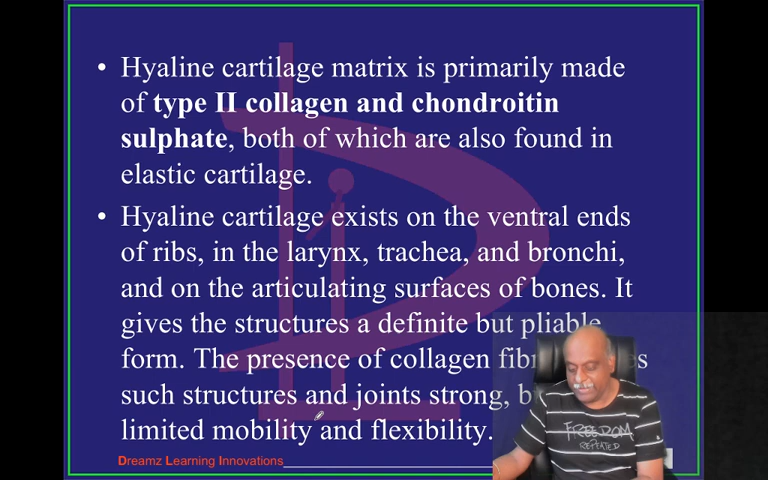 • Hyaline cartilage matrix is primarily made
of type II collagen and chondroitin
sulphate, both of which are also found in
elastic cartilage.
• Hyaline cartilage exists on the ventral ends
of ribs, in the larynx, trachea, and bronchi,
and on the articulating surfaces of bones. It
gives the structures a definite but pliable
form. The presence of collagen
such structures and joints strong,
limited mobility and flexibility.
Dreamz Learning Innovations
FREEDOM
REPEATED